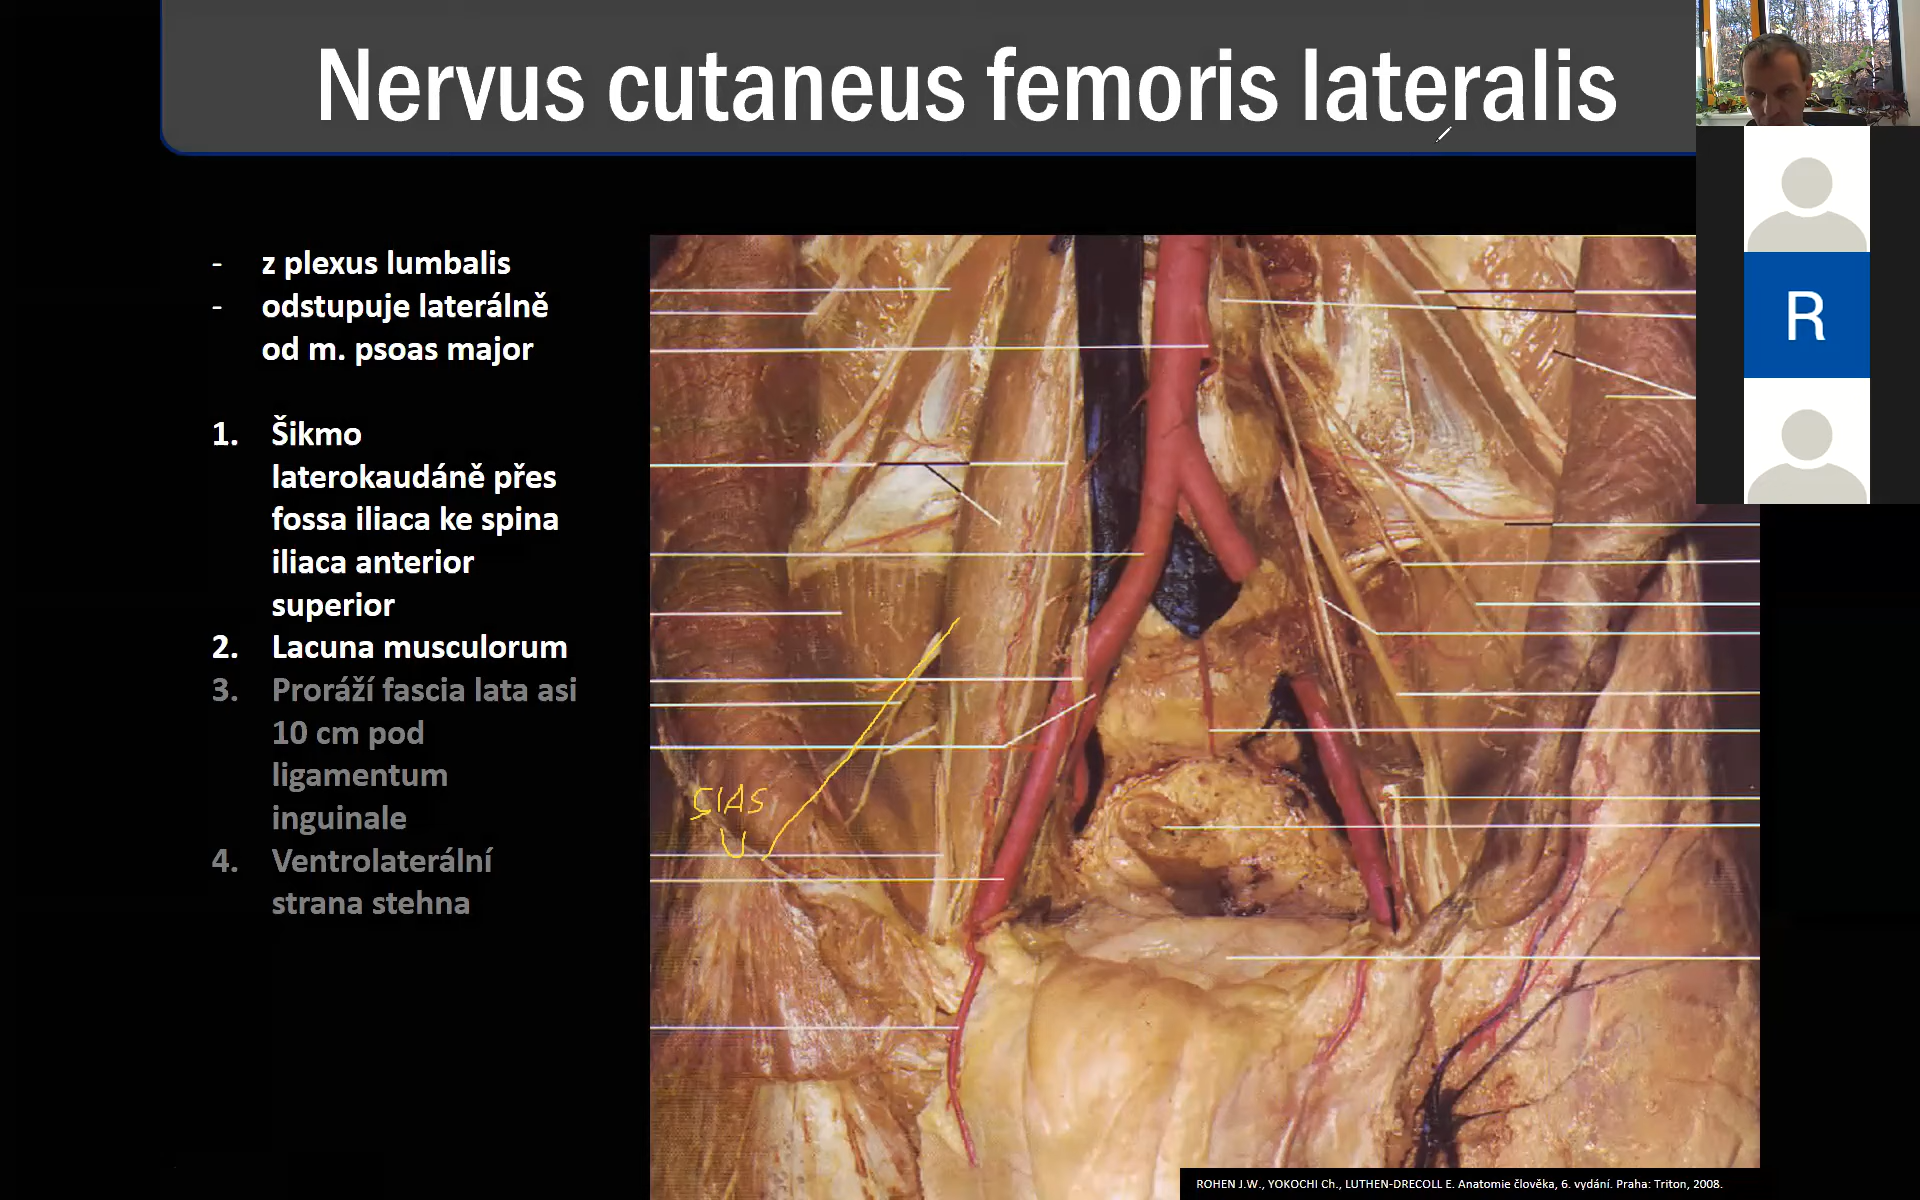 Nervus cutaneus femoris lateralis
- z plexus lumbalis
- odstupuje laterálně
od m. psoas major
1. Šikmo
laterokaudáně přes
fossa iliaca ke spina
iliaca anterior
superior
2. Lacuna musculorum
3. Proráží fascia lata asi
10 cm pod
ligamentum
inguinale
4. Ventrolaterální
strana stehna
SIAS
R
ROHEN J.W., YOKOCHI Ch., LUTHEN-DRECOLL E. Anatomie člověka, 6. vydání. Praha: Triton, 2008.